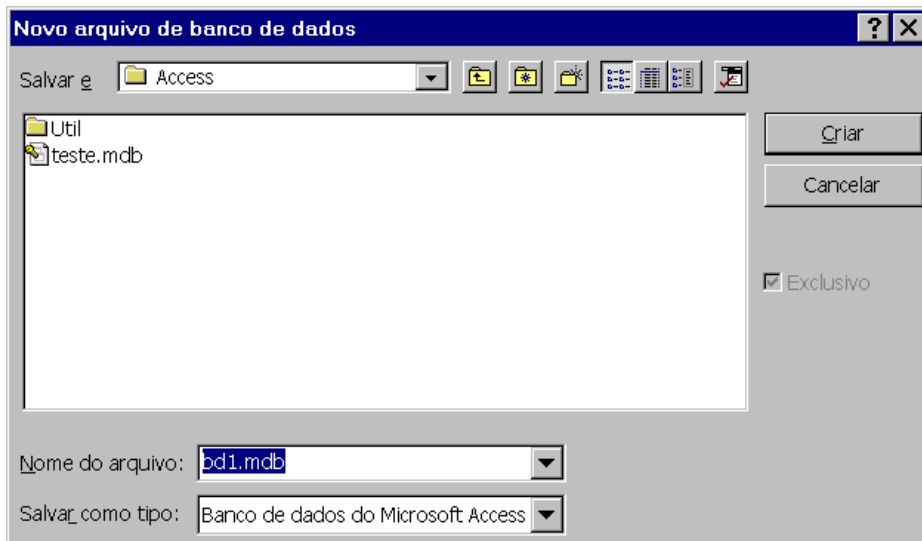 Novo arquivo de banco de dados
Salvar e Access
Util
teste.mdb
Criar
Cancelar
Exclusivo
Nome do arquivo: bd1.mdb
Salvar como tipo: Banco de dados do Microsoft Access